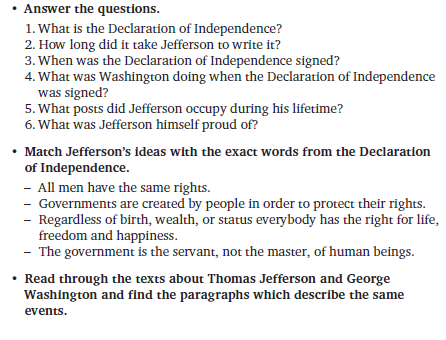 • Answer the questions.
1. What is the Declaration of Independence?
2. How long did it take Jefferson to write it?
3. When was the Declaration of Independence signed?
4. What was Washington doing when the Declaration of Independence
was signed?
5. What posts did Jefferson occupy during his lifetime?
6. What was Jefferson himself proud of?
• Match Jefferson's ideas with the exact words from the Declaration
of Independence.
– All men have the same rights.
– Governments are created by people in order to protect their rights.
– Regardless of birth, wealth, or status everybody has the right for life,
freedom and happiness.
– The government is the servant, not the master, of human beings.
• Read through the texts about Thomas Jefferson and George
Washington and find the paragraphs which describe the same
events.